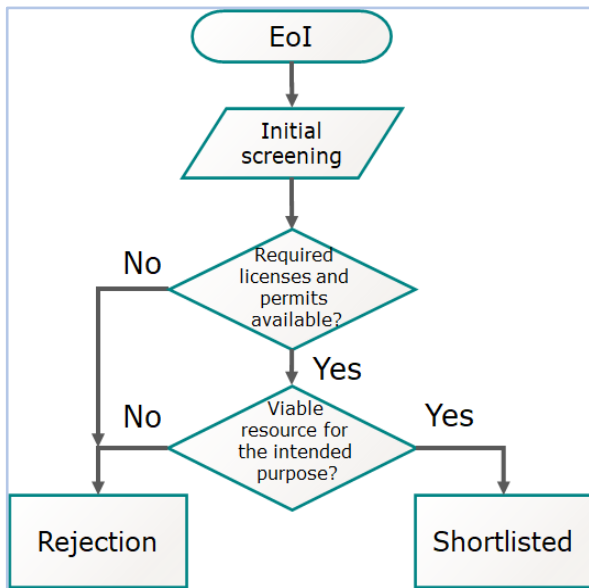 EoI
Initial
screening
Required
licenses and
permits
available?
No
Yes
Viable
resource for
the intended
purpose?
No
Yes
Rejection
Shortlisted